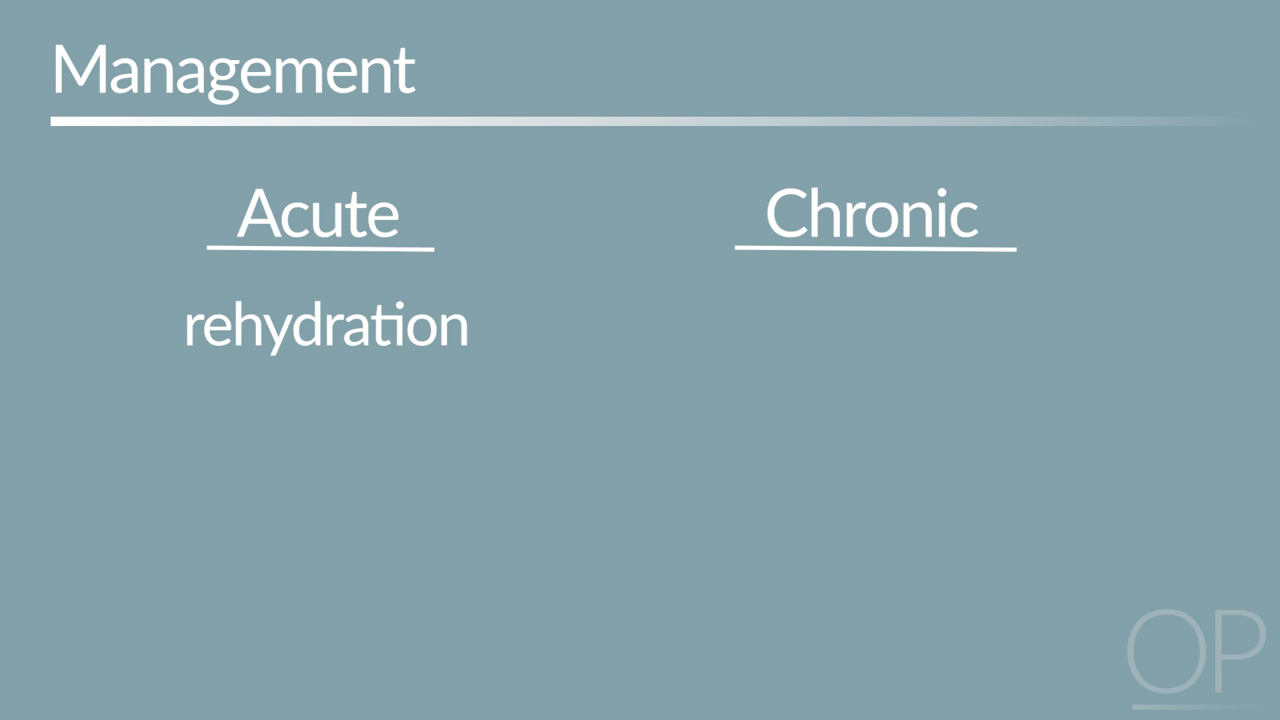 Management
Acute
Chronic
rehydration
OP